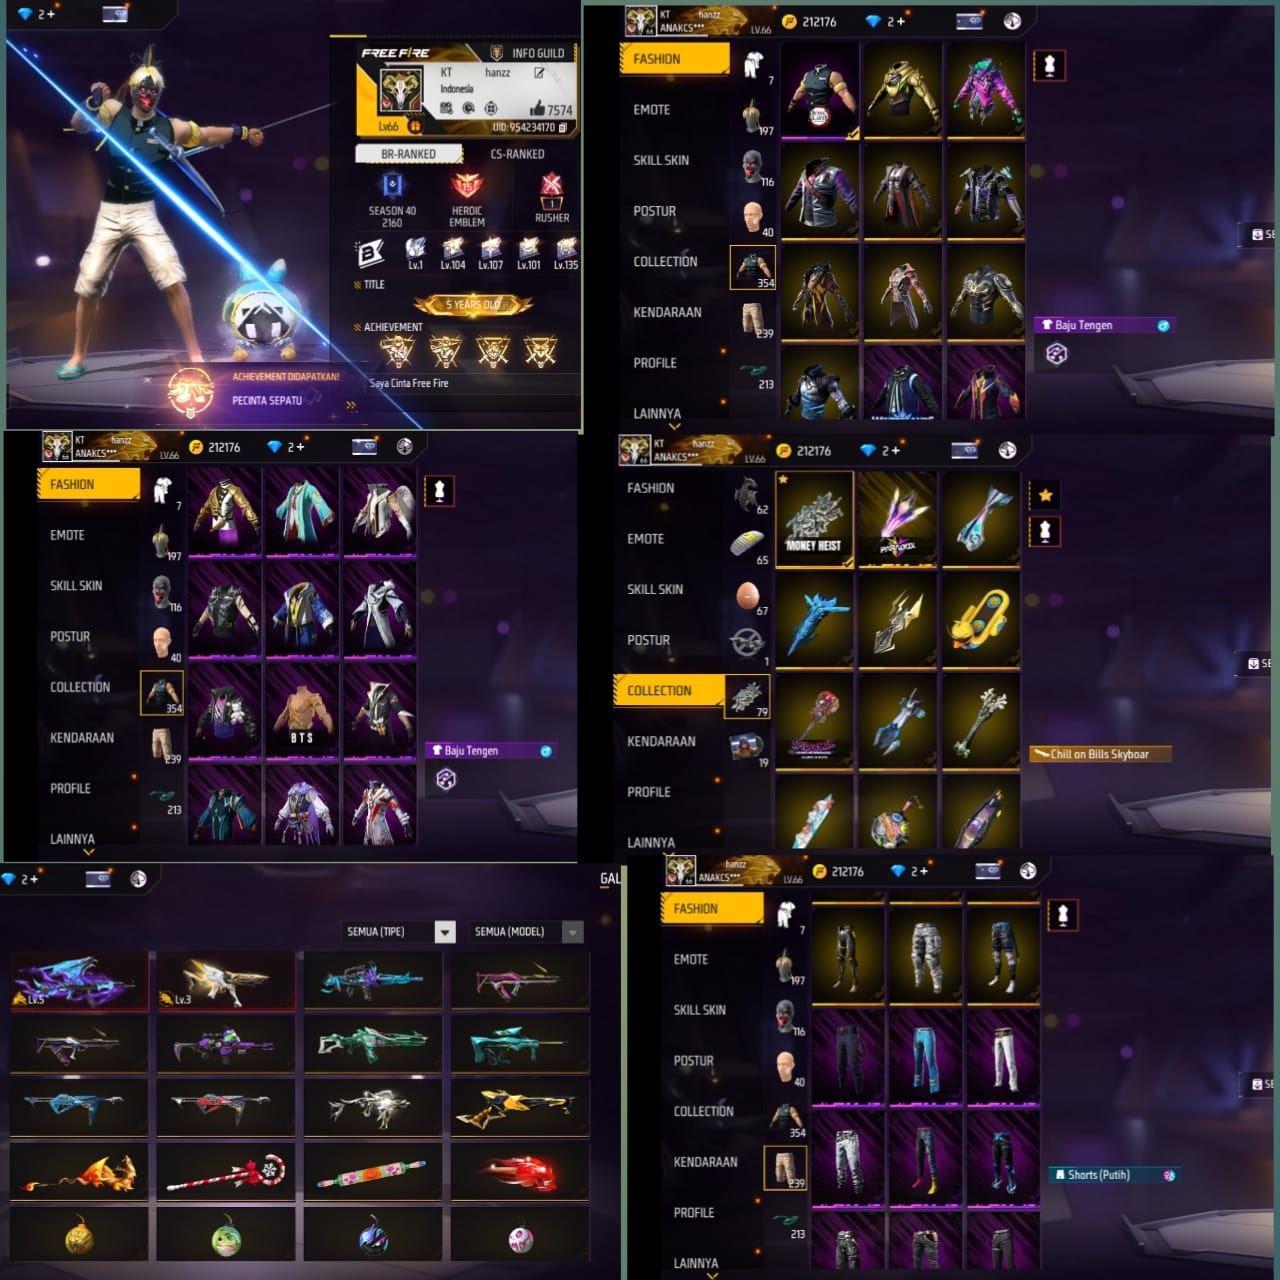 2+
FREE FIRE
INFO GUILD
KT hanzz
Indonesia
7574
Lv66
UID:954234170
BR-RANKED
CS-RANKED
SEASON 40
2160
HEROIC
EMBLEM
15
1
RUSHER
Lv.1
Lv.104
Lv.107
Lv.101
Lv.135
TITLE
5 YEARS OLD
ACHIEVEMENT
Saya Cinta Free Fire
ACHIEVEMENT DIDAPATKAN!
PECINTA SEPATU
KT hanzz
ANAKCS***
LV.66
212176
2+
FASHION
7
EMOTE
197
SKILL SKIN
116
POSTUR
40
COLLECTION
354
KENDARAAN
239
PROFILE
213
LAINNYA
SE
Baju Tengen
KT hanzz
ANAKCS***
LV.66
212176
2+
FASHION
7
EMOTE
197
SKILL SKIN
116
POSTUR
40
COLLECTION
354
KENDARAAN
239
PROFILE
213
LAINNYA
BTS
Baju Tengen
KT hanzz
ANAKCS***
LV.66
212176
2+
FASHION
62
EMOTE
65
SKILL SKIN
67
POSTUR
1
COLLECTION
79
KENDARAAN
19
PROFILE
LAINNYA
MONEY HEIST
PARADOX
SE
Chill on Bills Skyboar
2+
GAL
SEMUA (TIPE)
SEMUA (MODEL)
Lv.5
Lv.3
hanzz
ANAKCS***
LV.66
212176
2+
FASHION
7
EMOTE
197
SKILL SKIN
116
POSTUR
40
COLLECTION
354
KENDARAAN
239
PROFILE
213
LAINNYA
SE
Shorts (Putih)